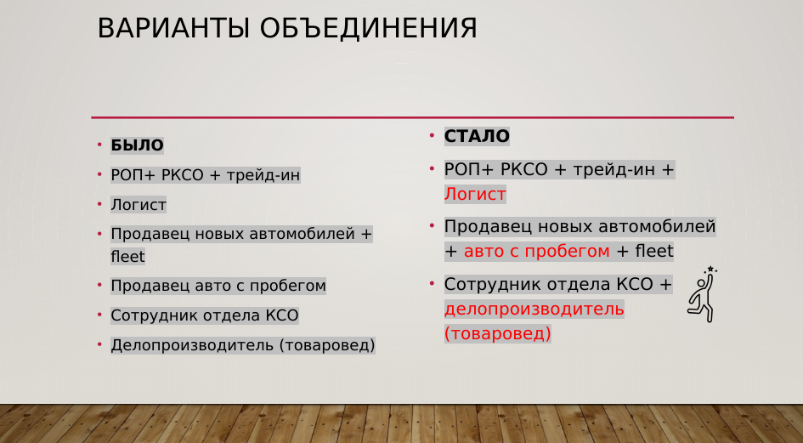 ВАРИАНТЫ ОБЪЕДИНЕНИЯ
БЫЛО
РОП+ РКСО + трейд-ин
Логист
Продавец новых автомобилей +
fleet
Продавец авто с пробегом
Сотрудник отдела КСО
Делопроизводитель (товаровед)
СТАЛО
РОП+ РКСО + трейд-ин +
Логист
Продавец новых автомобилей
+ авто с пробегом + fleet
Сотрудник отдела КСО +
делопроизводитель
(товаровед)